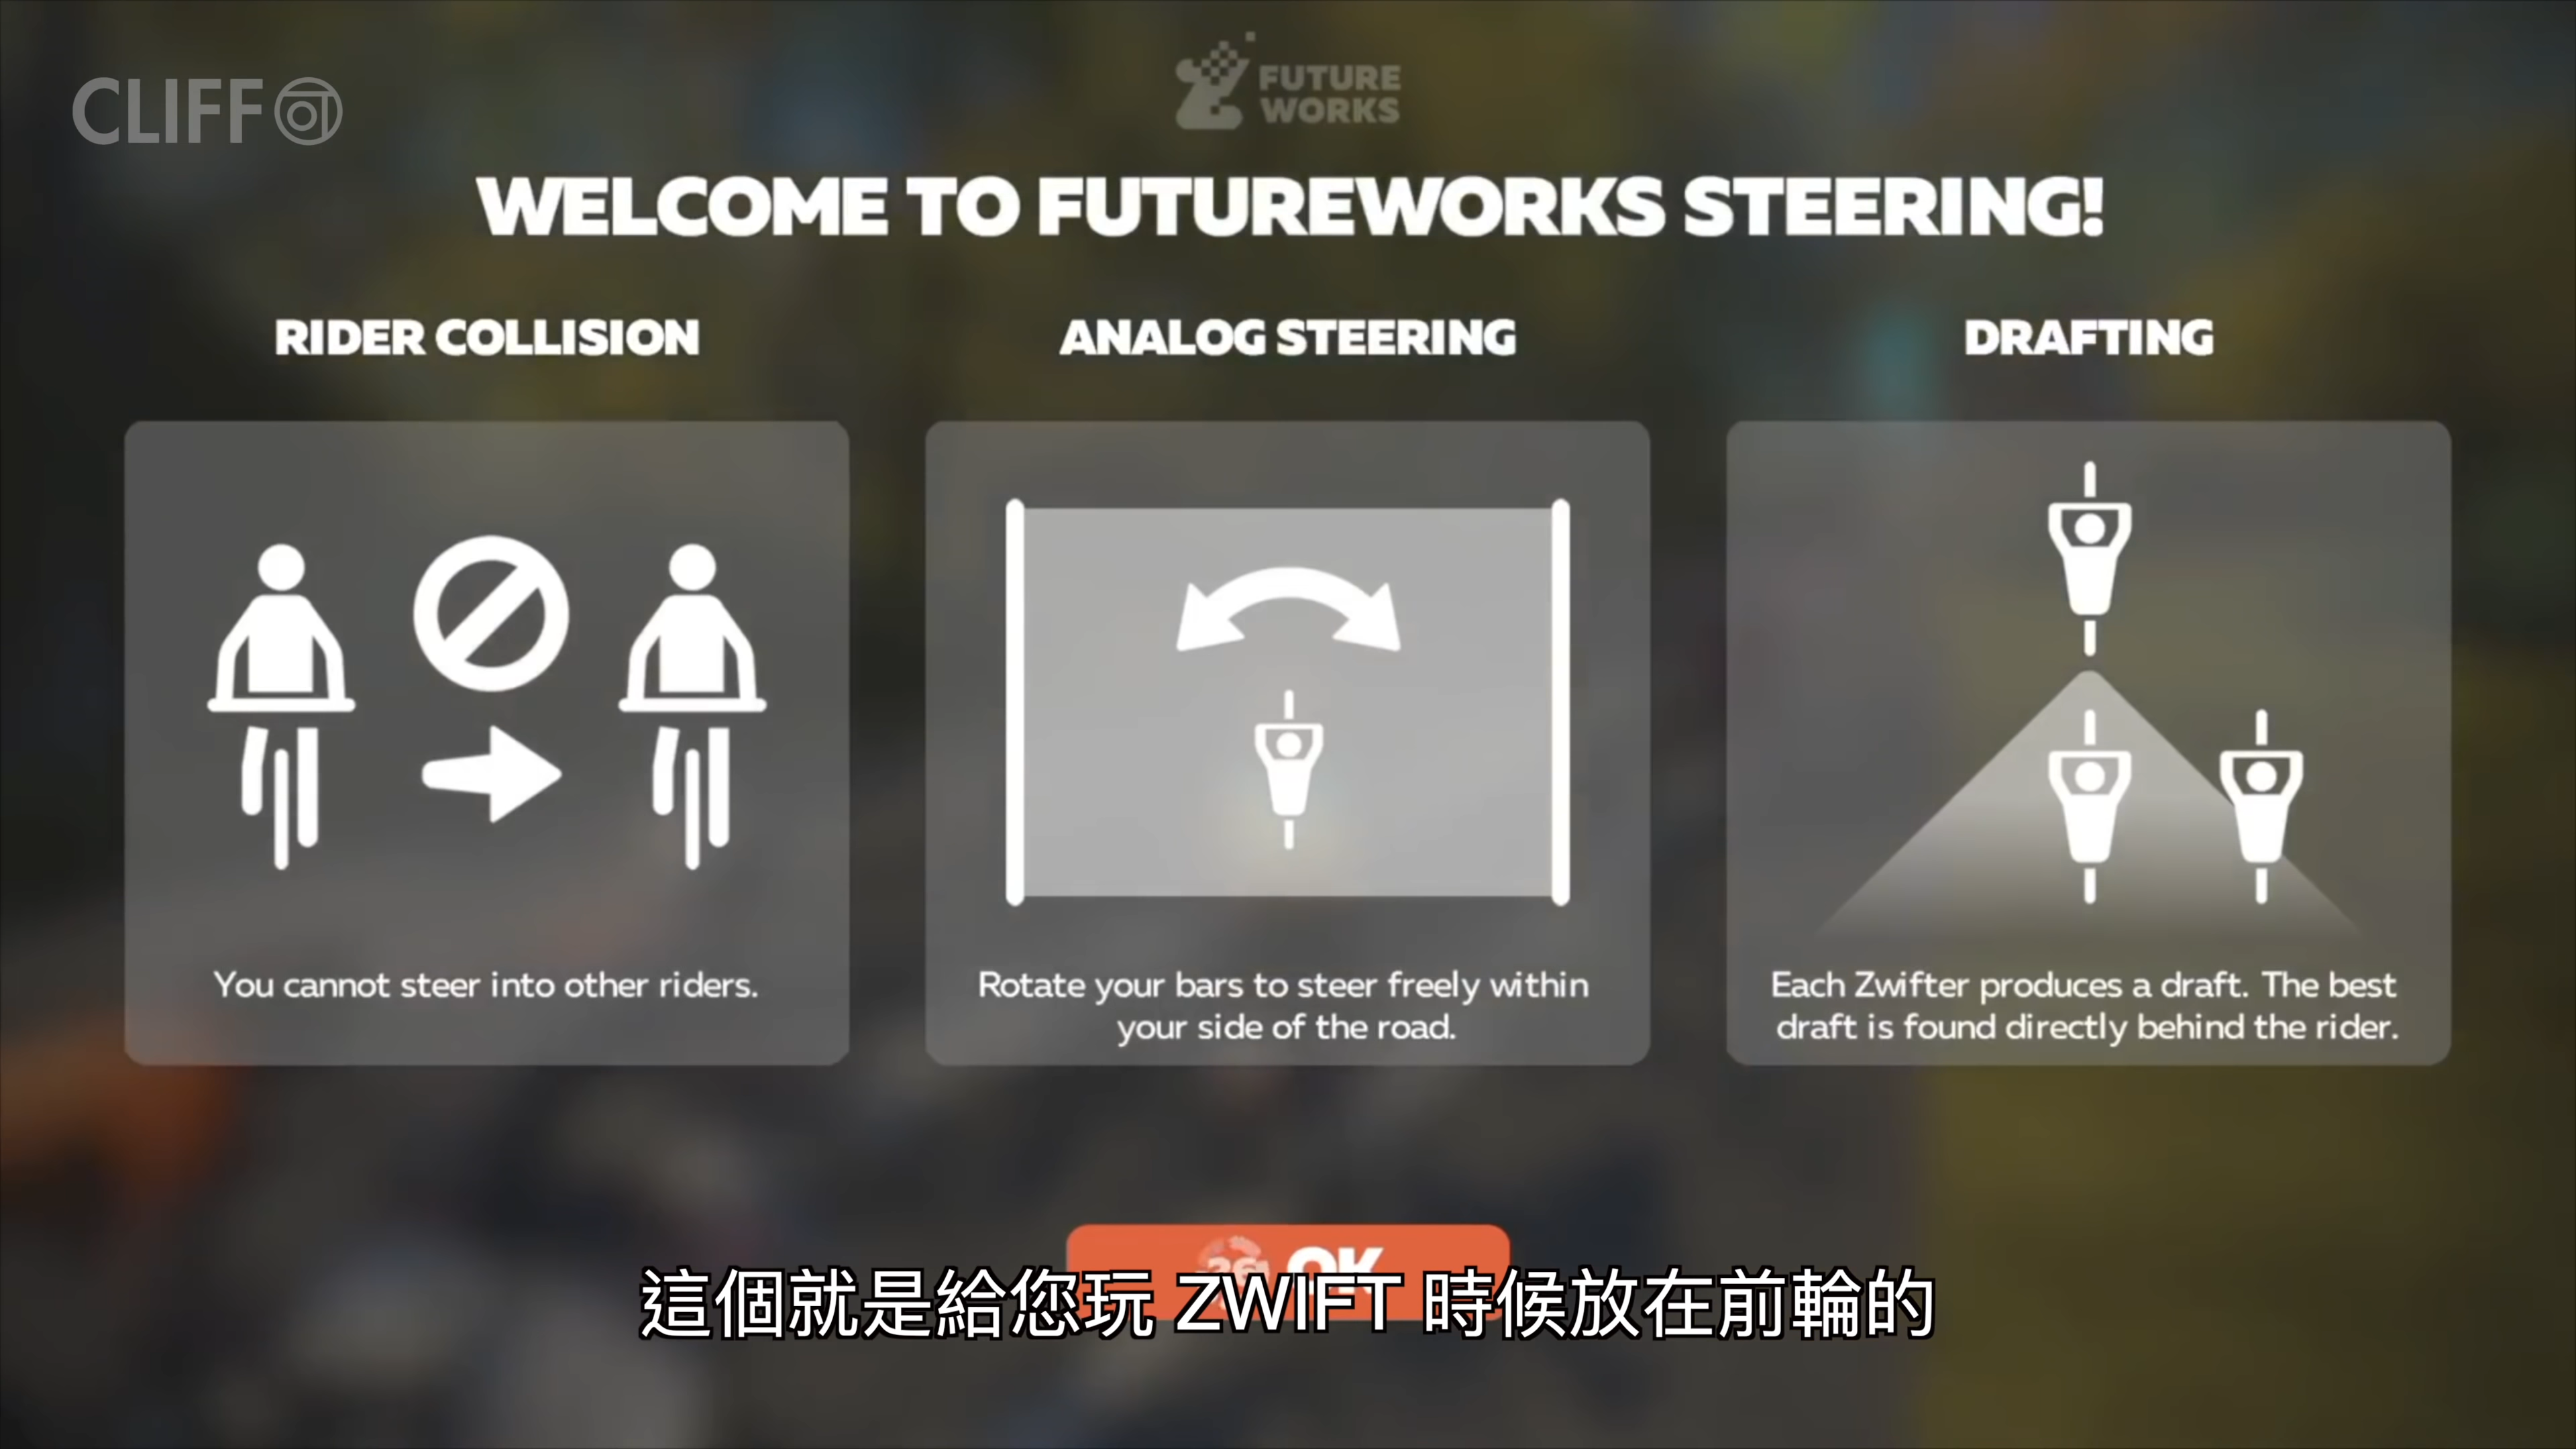 CLIFF
FUTURE
WORKS
WELCOME TO FUTUREWORKS STEERING!
RIDER COLLISION
ANALOG STEERING
DRAFTING
You cannot steer into other riders.
Rotate your bars to steer freely within
your side of the road.
Each Zwifter produces a draft. The best
draft is found directly behind the rider.
OK
這個就是給您玩 ZWIFT 時候放在前輪的